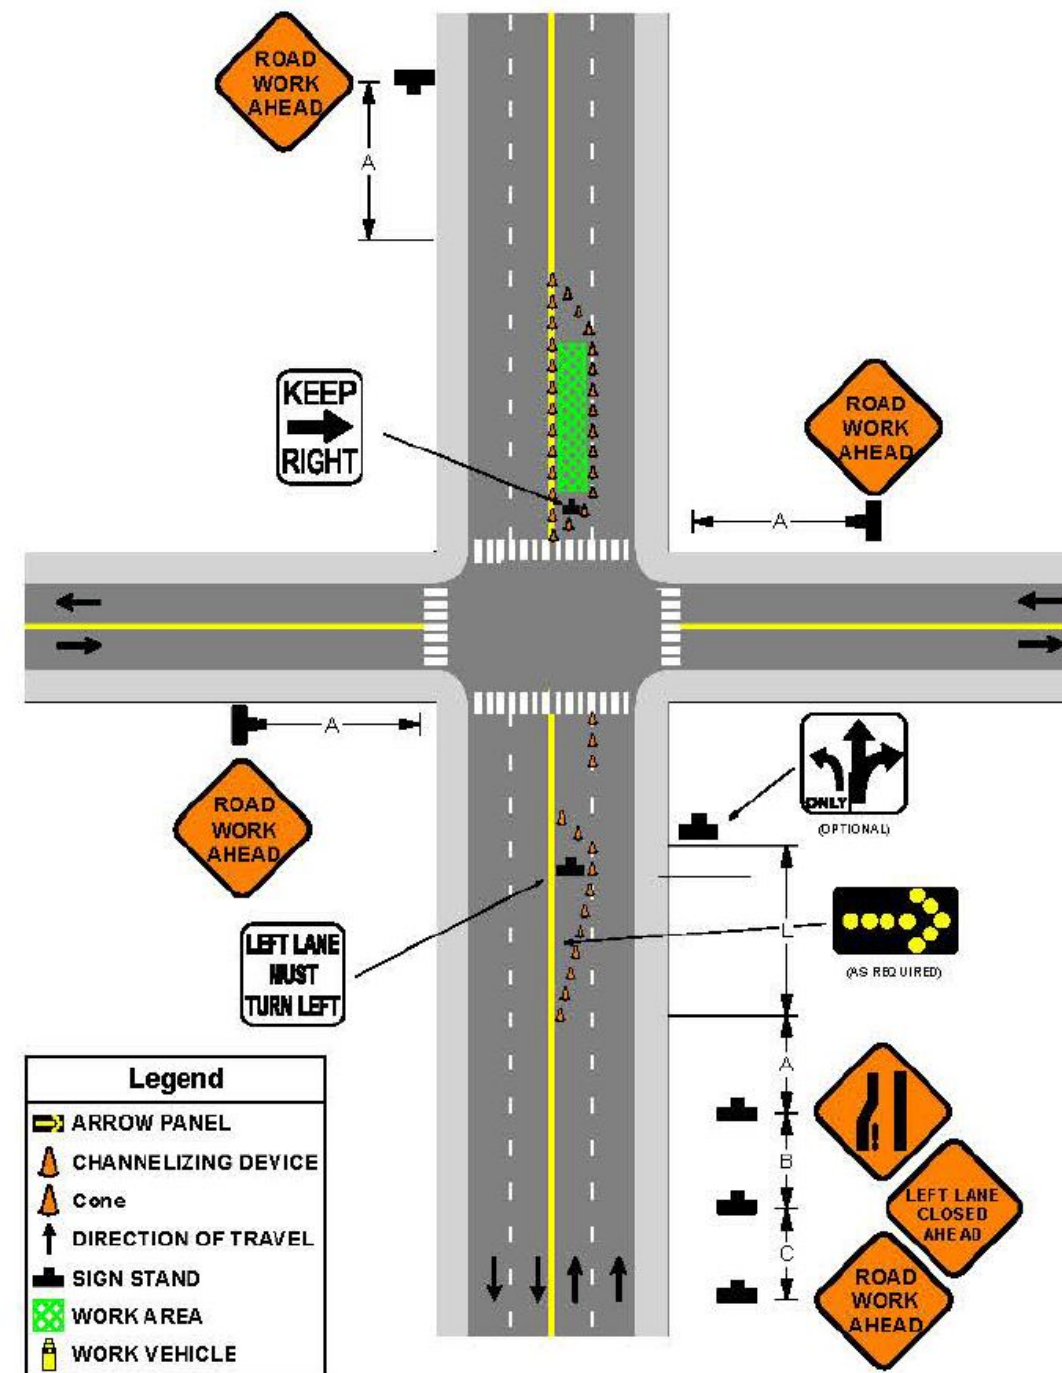 ROAD
WORK
AHEAD
A
KEEP
RIGHT
ROAD
WORK
AHEAD
A
A
ROAD
WORK
AHEAD
ONLY
(OPTIONAL)
LEFT LANE
MUST
TURN LEFT
L
(AS REQUIRED)
A
B
LEFT LANE
CLOSED
AHEAD
C
ROAD
WORK
AHEAD
Legend
ARROW PANEL
CHANNELIZING DEVICE
Cone
DIRECTION OF TRAVEL
SIGN STAND
WORK AREA
WORK VEHICLE